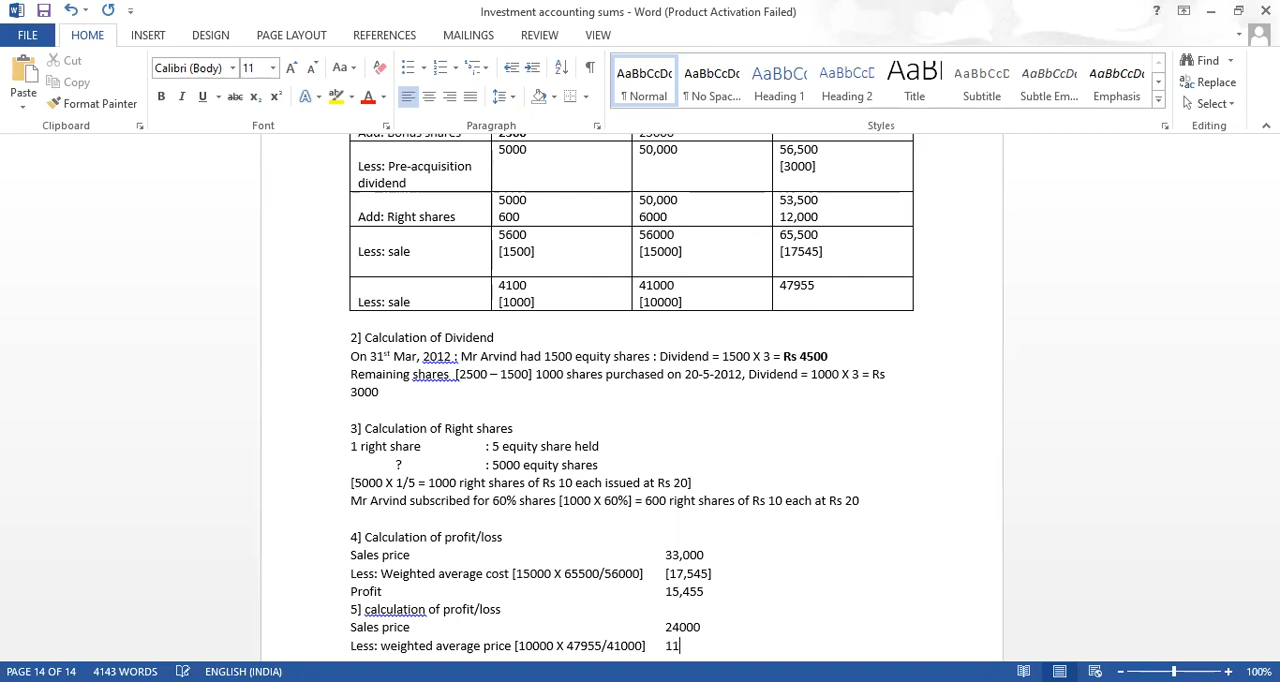 Investment accounting sums - Word (Product Activation Failed)
FILE HOME INSERT DESIGN PAGE LAYOUT REFERENCES MAILINGS REVIEW VIEW
Paste
Cut
Copy
Format Painter
Clipboard
Calibri (Body) 11
Font
Paragraph
AaBbCcDc AaBbCcDc AaBbCc AaBbCcD AaBl AaBbCcD AaBbCcDc AaBbCcDc
¶ Normal ¶ No Spac... Heading 1 Heading 2 Title Subtitle Subtle Em... Emphasis
Styles
Find
Replace
Select
Editing
Add: Bonus shares 2500 25000
5000 50,000 56,500
Less: Pre-acquisition [3000]
dividend
5000 50,000 53,500
Add: Right shares 600 6000 12,000
5600 56000 65,500
Less: sale [1500] [15000] [17545]
4100 41000 47955
Less: sale [1000] [10000]
2] Calculation of Dividend
On 31st Mar, 2012 : Mr Arvind had 1500 equity shares : Dividend = 1500 X 3 = Rs 4500
Remaining shares [2500 – 1500] 1000 shares purchased on 20-5-2012, Dividend = 1000 X 3 = Rs
3000
3] Calculation of Right shares
1 right share : 5 equity share held
? : 5000 equity shares
[5000 X 1/5 = 1000 right shares of Rs 10 each issued at Rs 20]
Mr Arvind subscribed for 60% shares [1000 X 60%] = 600 right shares of Rs 10 each at Rs 20
4] Calculation of profit/loss
Sales price 33,000
Less: Weighted average cost [15000 X 65500/56000] [17,545]
Profit 15,455
5] calculation of profit/loss
Sales price 24000
Less: weighted average price [10000 X 47955/41000] 11
PAGE 14 OF 14 4143 WORDS ENGLISH (INDIA) 100%